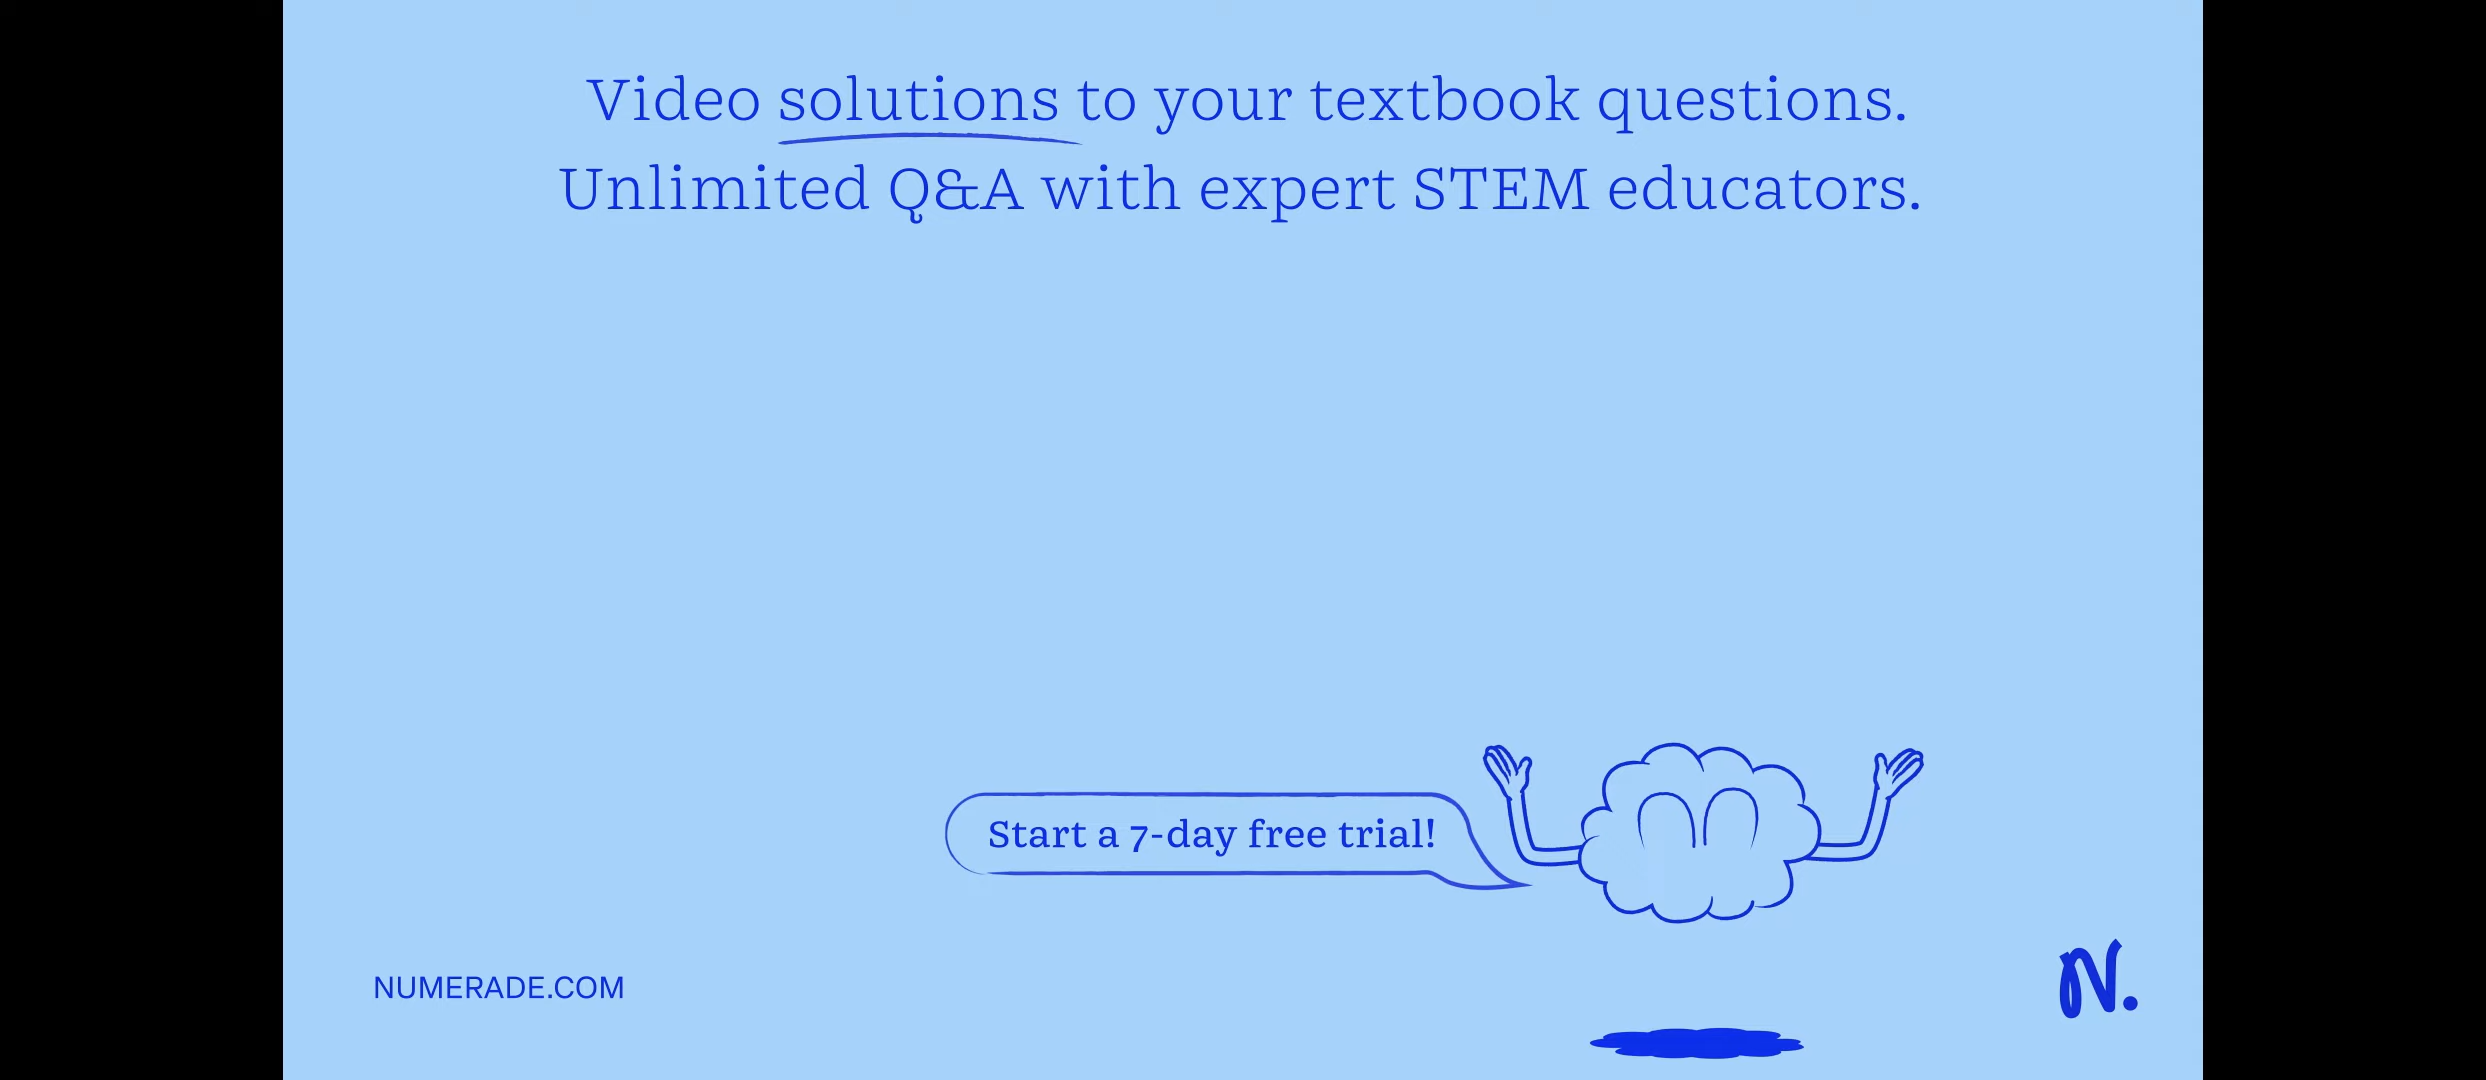 Video solutions to your textbook questions.
Unlimited Q&A with expert STEM educators.
Start a 7-day free trial!
NUMERADE.COM
N.